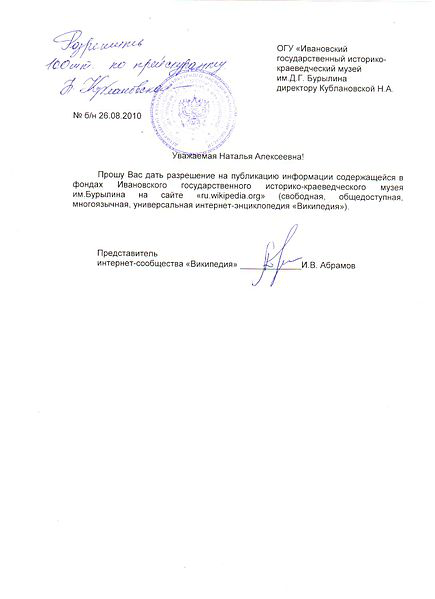 Разрешить
100шт. по прейскуранту
Н. Кублановская
ОГУ «Ивановский
государственный историко-
краеведческий музей
им.Д.Г. Бурылина
директору Кублановской Н.А.
№ б/н 26.08.2010
Уважаемая Наталья Алексеевна!
Прошу Вас дать разрешение на публикацию информации содержащейся в
фондах Ивановского государственного историко-краеведческого музея
им.Бурылина на сайте «ru.wikipedia.org» (свободная, общедоступная,
многоязычная, универсальная интернет-энциклопедия «Википедия»).
Представитель
интернет-сообщества «Википедия» И.В. Абрамов